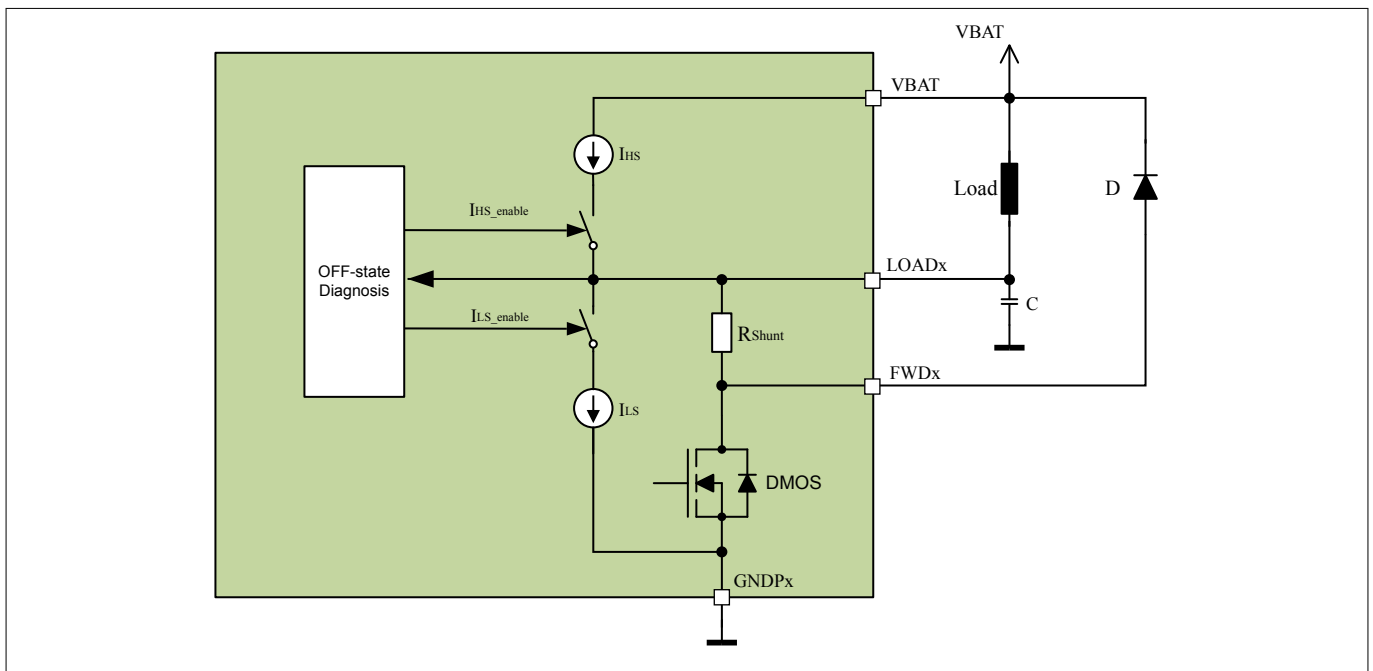 VBAT
VBAT
IHS
Load
D
IHS_enable
OFF-state
Diagnosis
LOADx
C
ILS_enable
RShunt
FWDx
ILS
DMOS
GNDPx